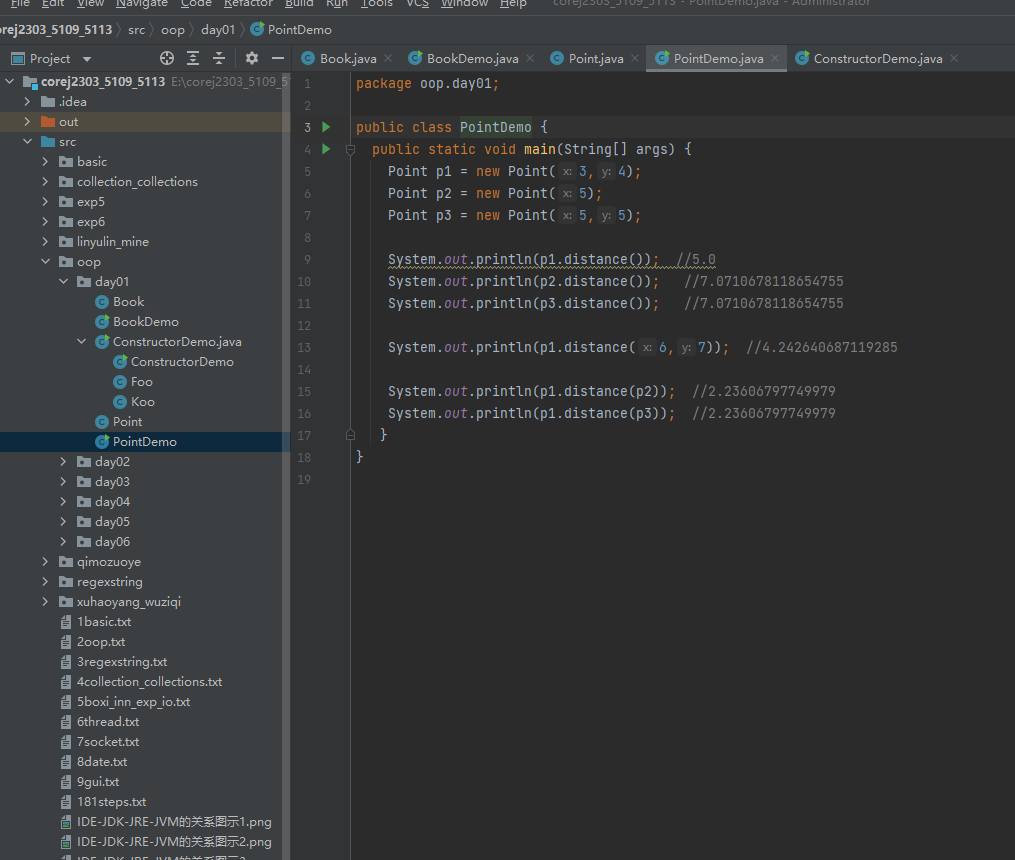 File Edit View Navigate Code Refactor Build Run Tools VCS Window Help corej2303_5109_5113 - PointDemo.java - Administrator
orej2303_5109_5113 src oop day01 PointDemo
Project
Book.java BookDemo.java Point.java PointDemo.java ConstructorDemo.java
corej2303_5109_5113 E:\corej2303_5109_5
.idea
out
src
basic
collection_collections
exp5
exp6
linyulin_mine
oop
day01
Book
BookDemo
ConstructorDemo.java
ConstructorDemo
Foo
Koo
Point
PointDemo
day02
day03
day04
day05
day06
qimozuoye
regexstring
xuhaoyang_wuziqi
1basic.txt
2oop.txt
3regexstring.txt
4collection_collections.txt
5boxi_inn_exp_io.txt
6thread.txt
7socket.txt
8date.txt
9gui.txt
181steps.txt
IDE-JDK-JRE-JVM的关系图示1.png
IDE-JDK-JRE-JVM的关系图示2.png
1 package oop.day01;
2
3 public class PointDemo {
4 public static void main(String[] args) {
5 Point p1 = new Point( x: 3, y: 4);
6 Point p2 = new Point( x: 5);
7 Point p3 = new Point( x: 5, y: 5);
8
9 System.out.println(p1.distance()); //5.0
10 System.out.println(p2.distance()); //7.0710678118654755
11 System.out.println(p3.distance()); //7.0710678118654755
12
13 System.out.println(p1.distance( x: 6, y: 7)); //4.242640687119285
14
15 System.out.println(p1.distance(p2)); //2.23606797749979
16 System.out.println(p1.distance(p3)); //2.23606797749979
17 }
18 }
19